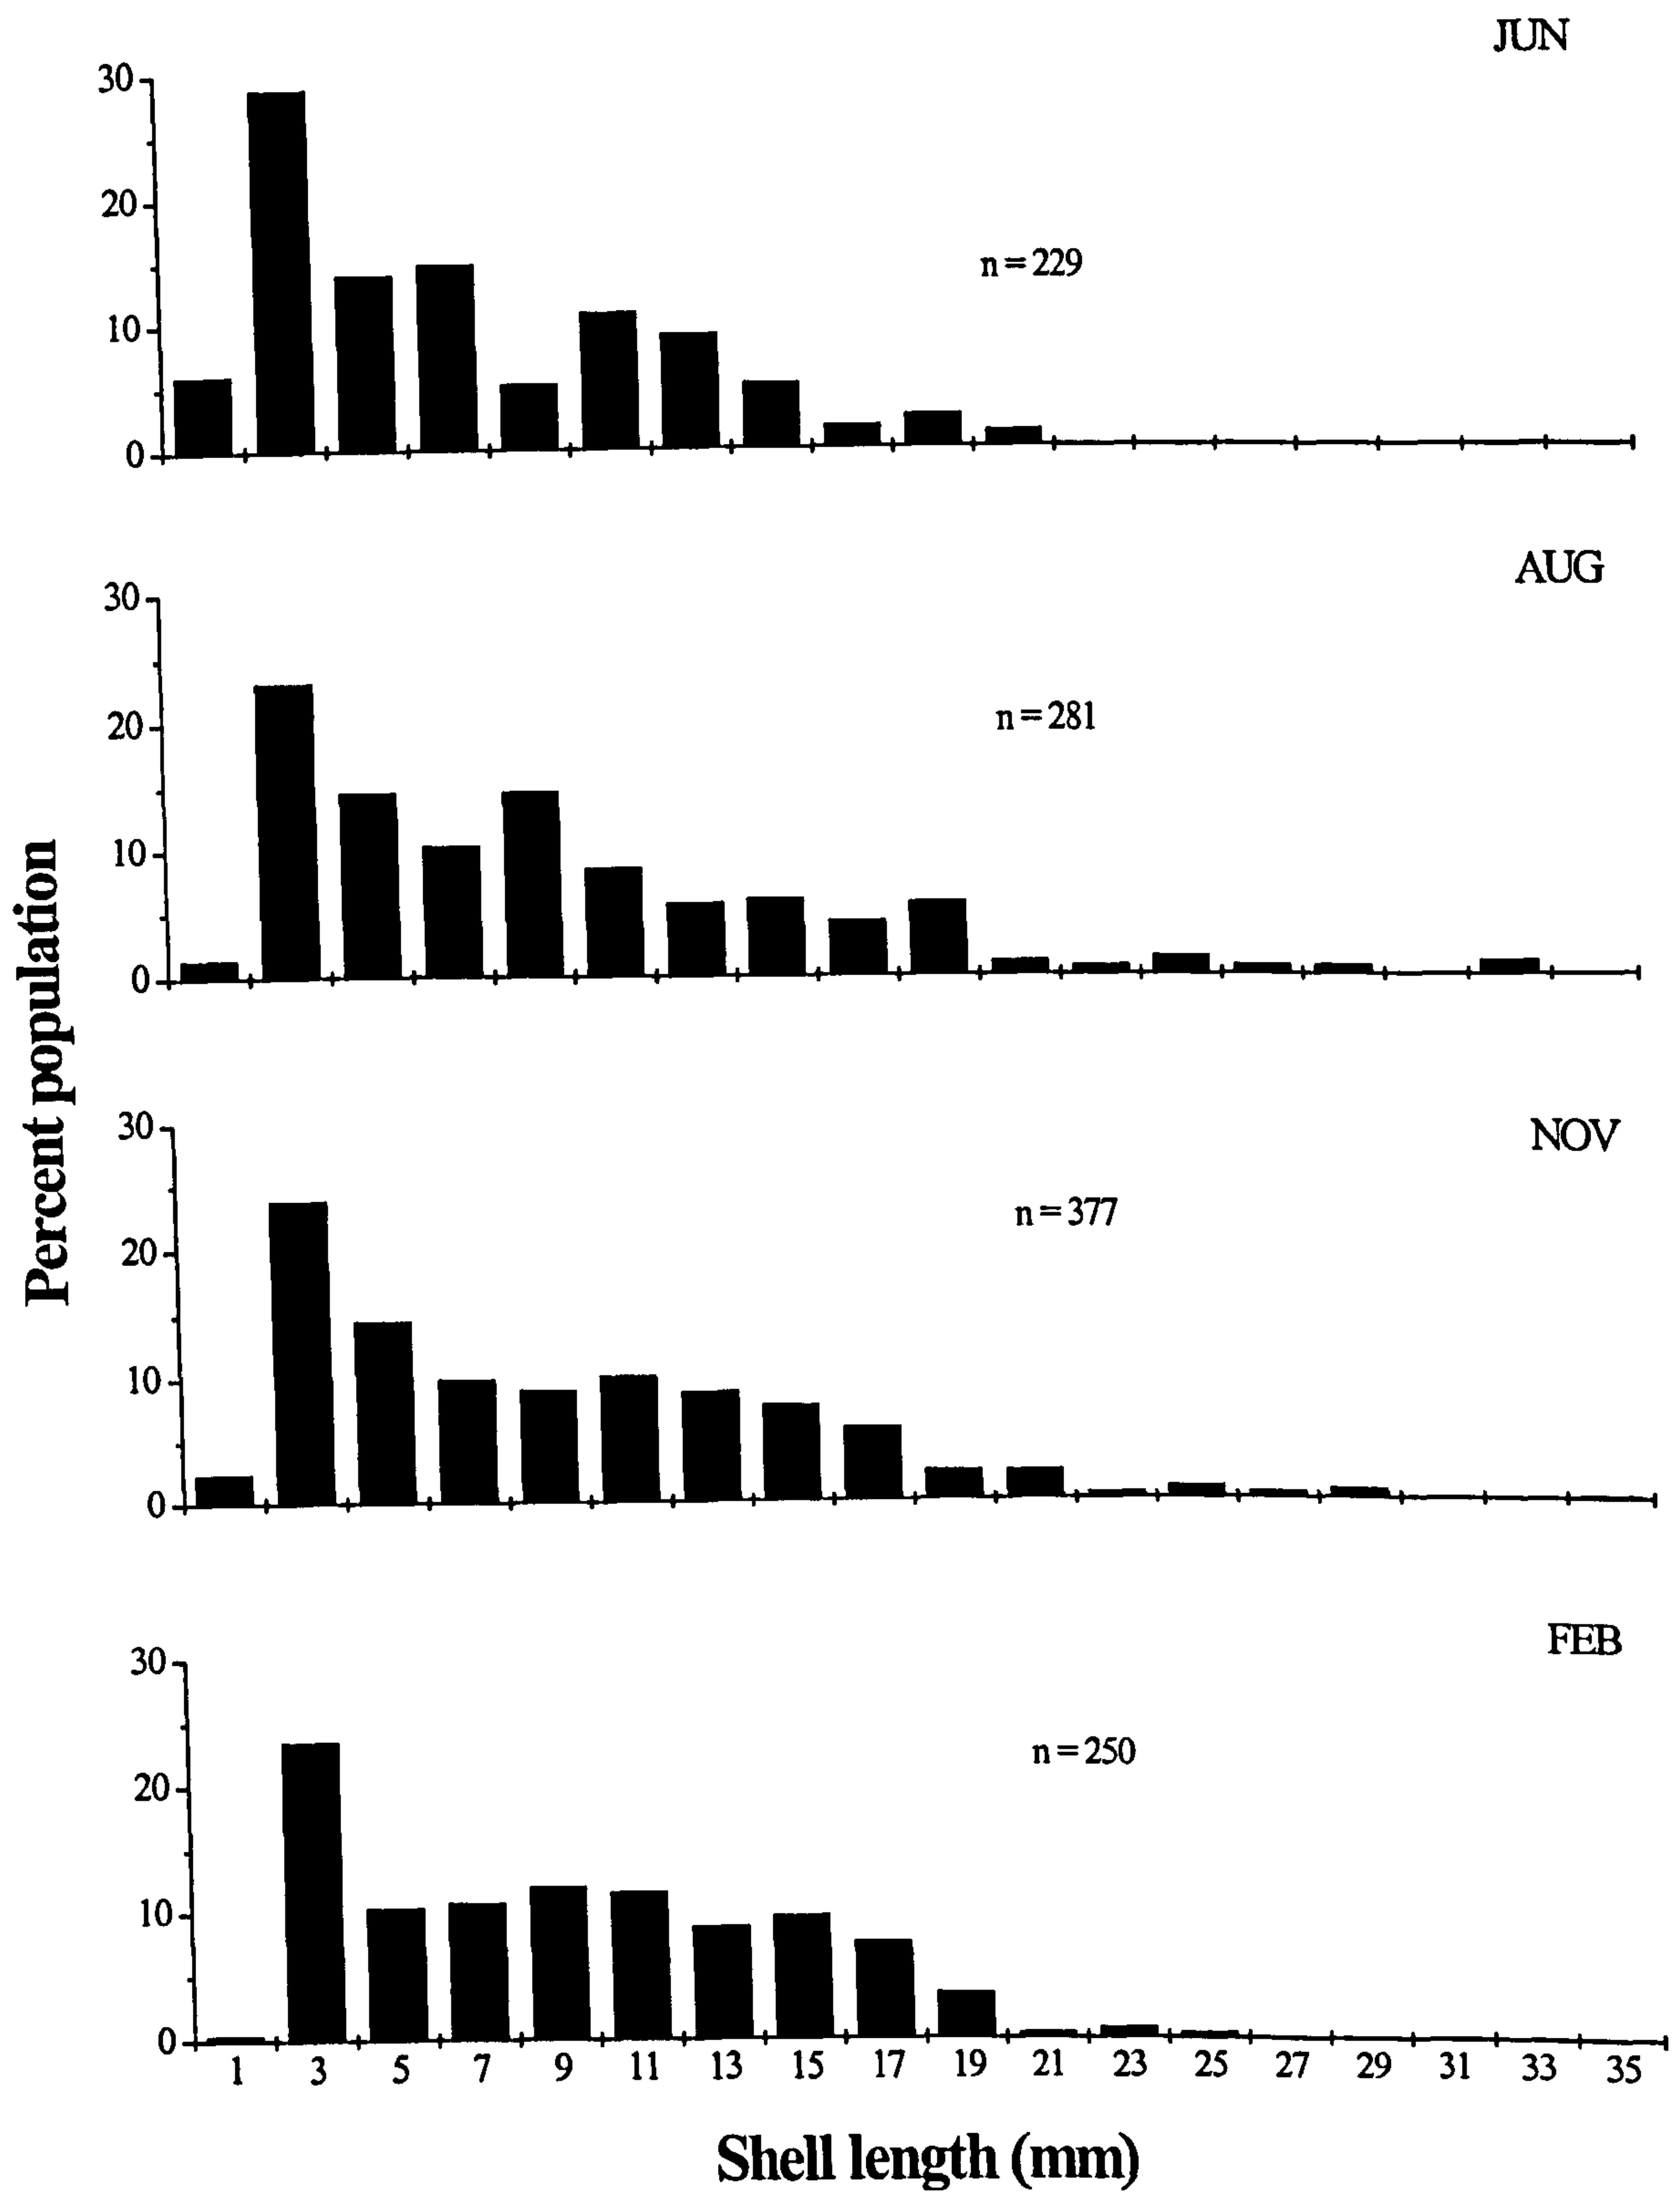 JUN
30
20
10
0
n=229
AUG
30
20
10
0
n=281
NOV
30
20
10
0
n=377
FEB
30
20
10
0
n=250
1 3 5 7 9 11 13 15 17 19 21 23 25 27 29 31 33 35
Shell length (mm)
Percent population